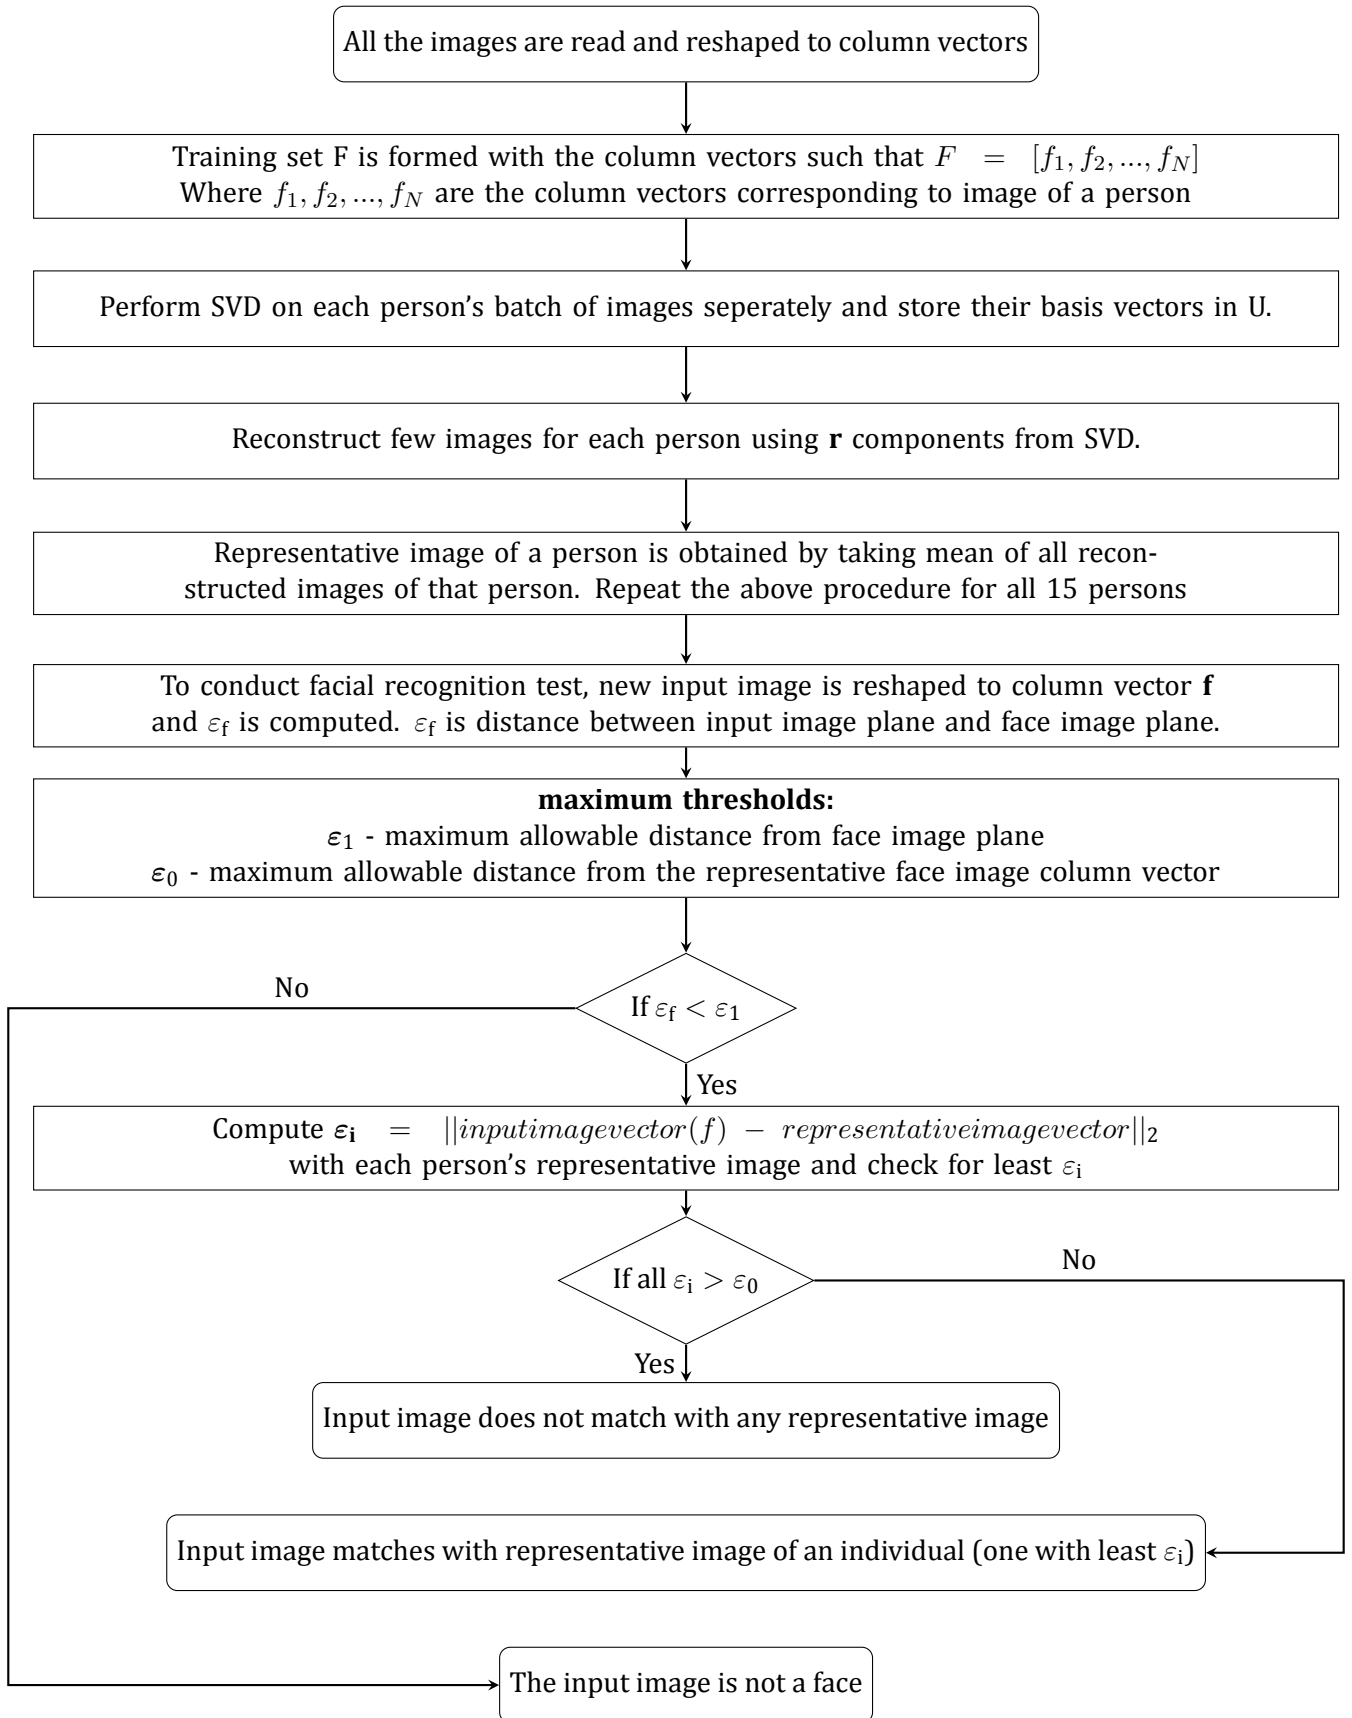 All the images are read and reshaped to column vectors
Training set F is formed with the column vectors such that F = [f₁, f₂, ..., f_N]
Where f₁, f₂, ..., f_N are the column vectors corresponding to image of a person
Perform SVD on each person's batch of images seperately and store their basis vectors in U.
Reconstruct few images for each person using r components from SVD.
Representative image of a person is obtained by taking mean of all recon-
structed images of that person. Repeat the above procedure for all 15 persons
To conduct facial recognition test, new input image is reshaped to column vector f
and ε_f is computed. ε_f is distance between input image plane and face image plane.
maximum thresholds:
ε₁ - maximum allowable distance from face image plane
ε₀ - maximum allowable distance from the representative face image column vector
No
If ε_f < ε₁
Yes
Compute ε_i = ||inputimagevector(f) − representativeimagevector||₂
with each person's representative image and check for least ε_i
No
If all ε_i > ε₀
Yes
Input image does not match with any representative image
Input image matches with representative image of an individual (one with least ε_i)
The input image is not a face